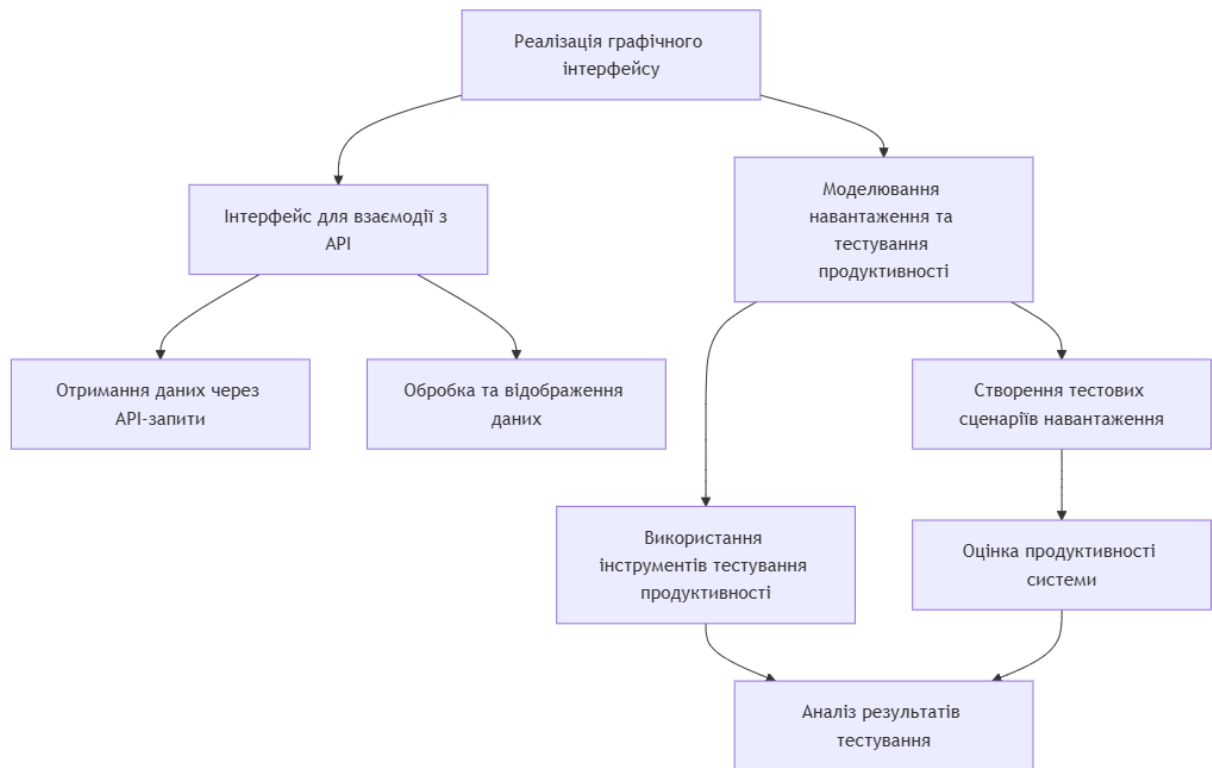 Реалізація графічного
інтерфейсу
Інтерфейс для взаємодії з
API
Моделювання
навантаження та
тестування
продуктивності
Отримання даних через
API-запити
Обробка та відображення
даних
Створення тестових
сценаріїв навантаження
Використання
інструментів тестування
продуктивності
Оцінка продуктивності
системи
Аналіз результатів
тестування